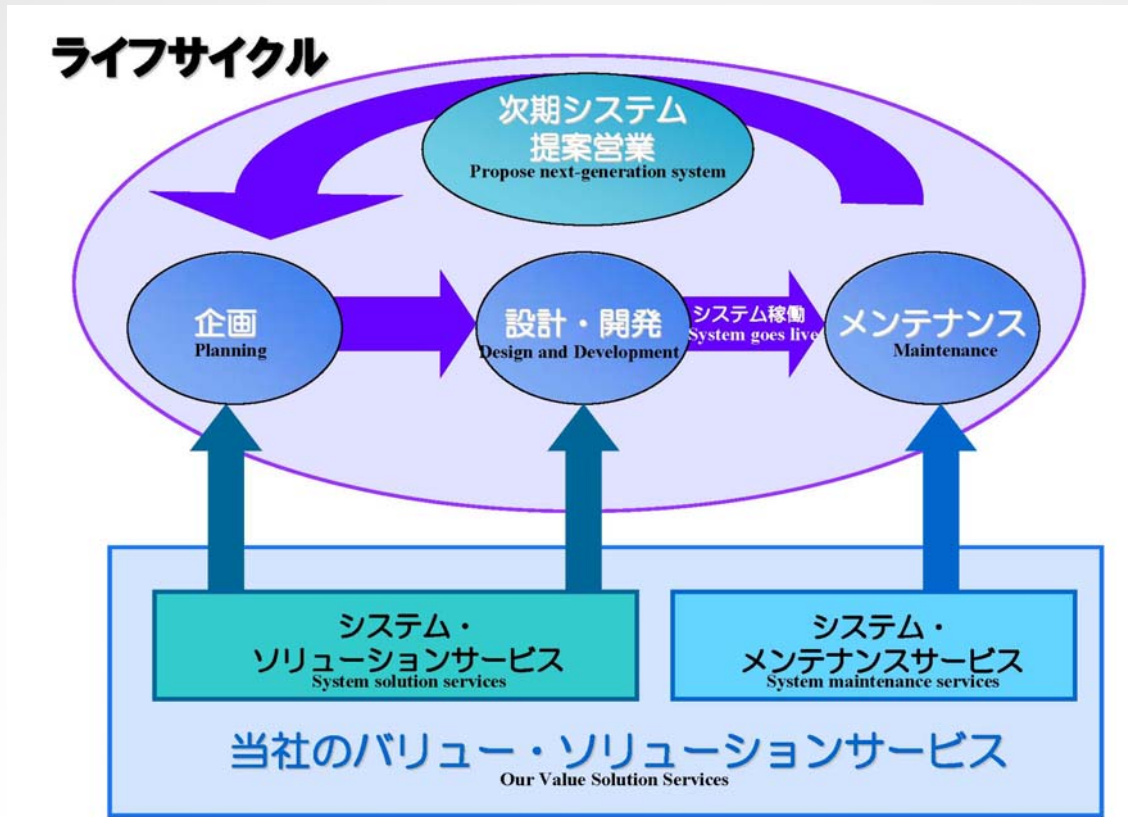 ライフサイクル
次期システム
提案営業
Propose next-generation system
企画
Planning
設計・開発
Design and Development
システム稼働
System goes live
メンテナンス
Maintenance
システム・
ソリューションサービス
System solution services
システム・
メンテナンスサービス
System maintenance services
当社のバリュー・ソリューションサービス
Our Value Solution Services